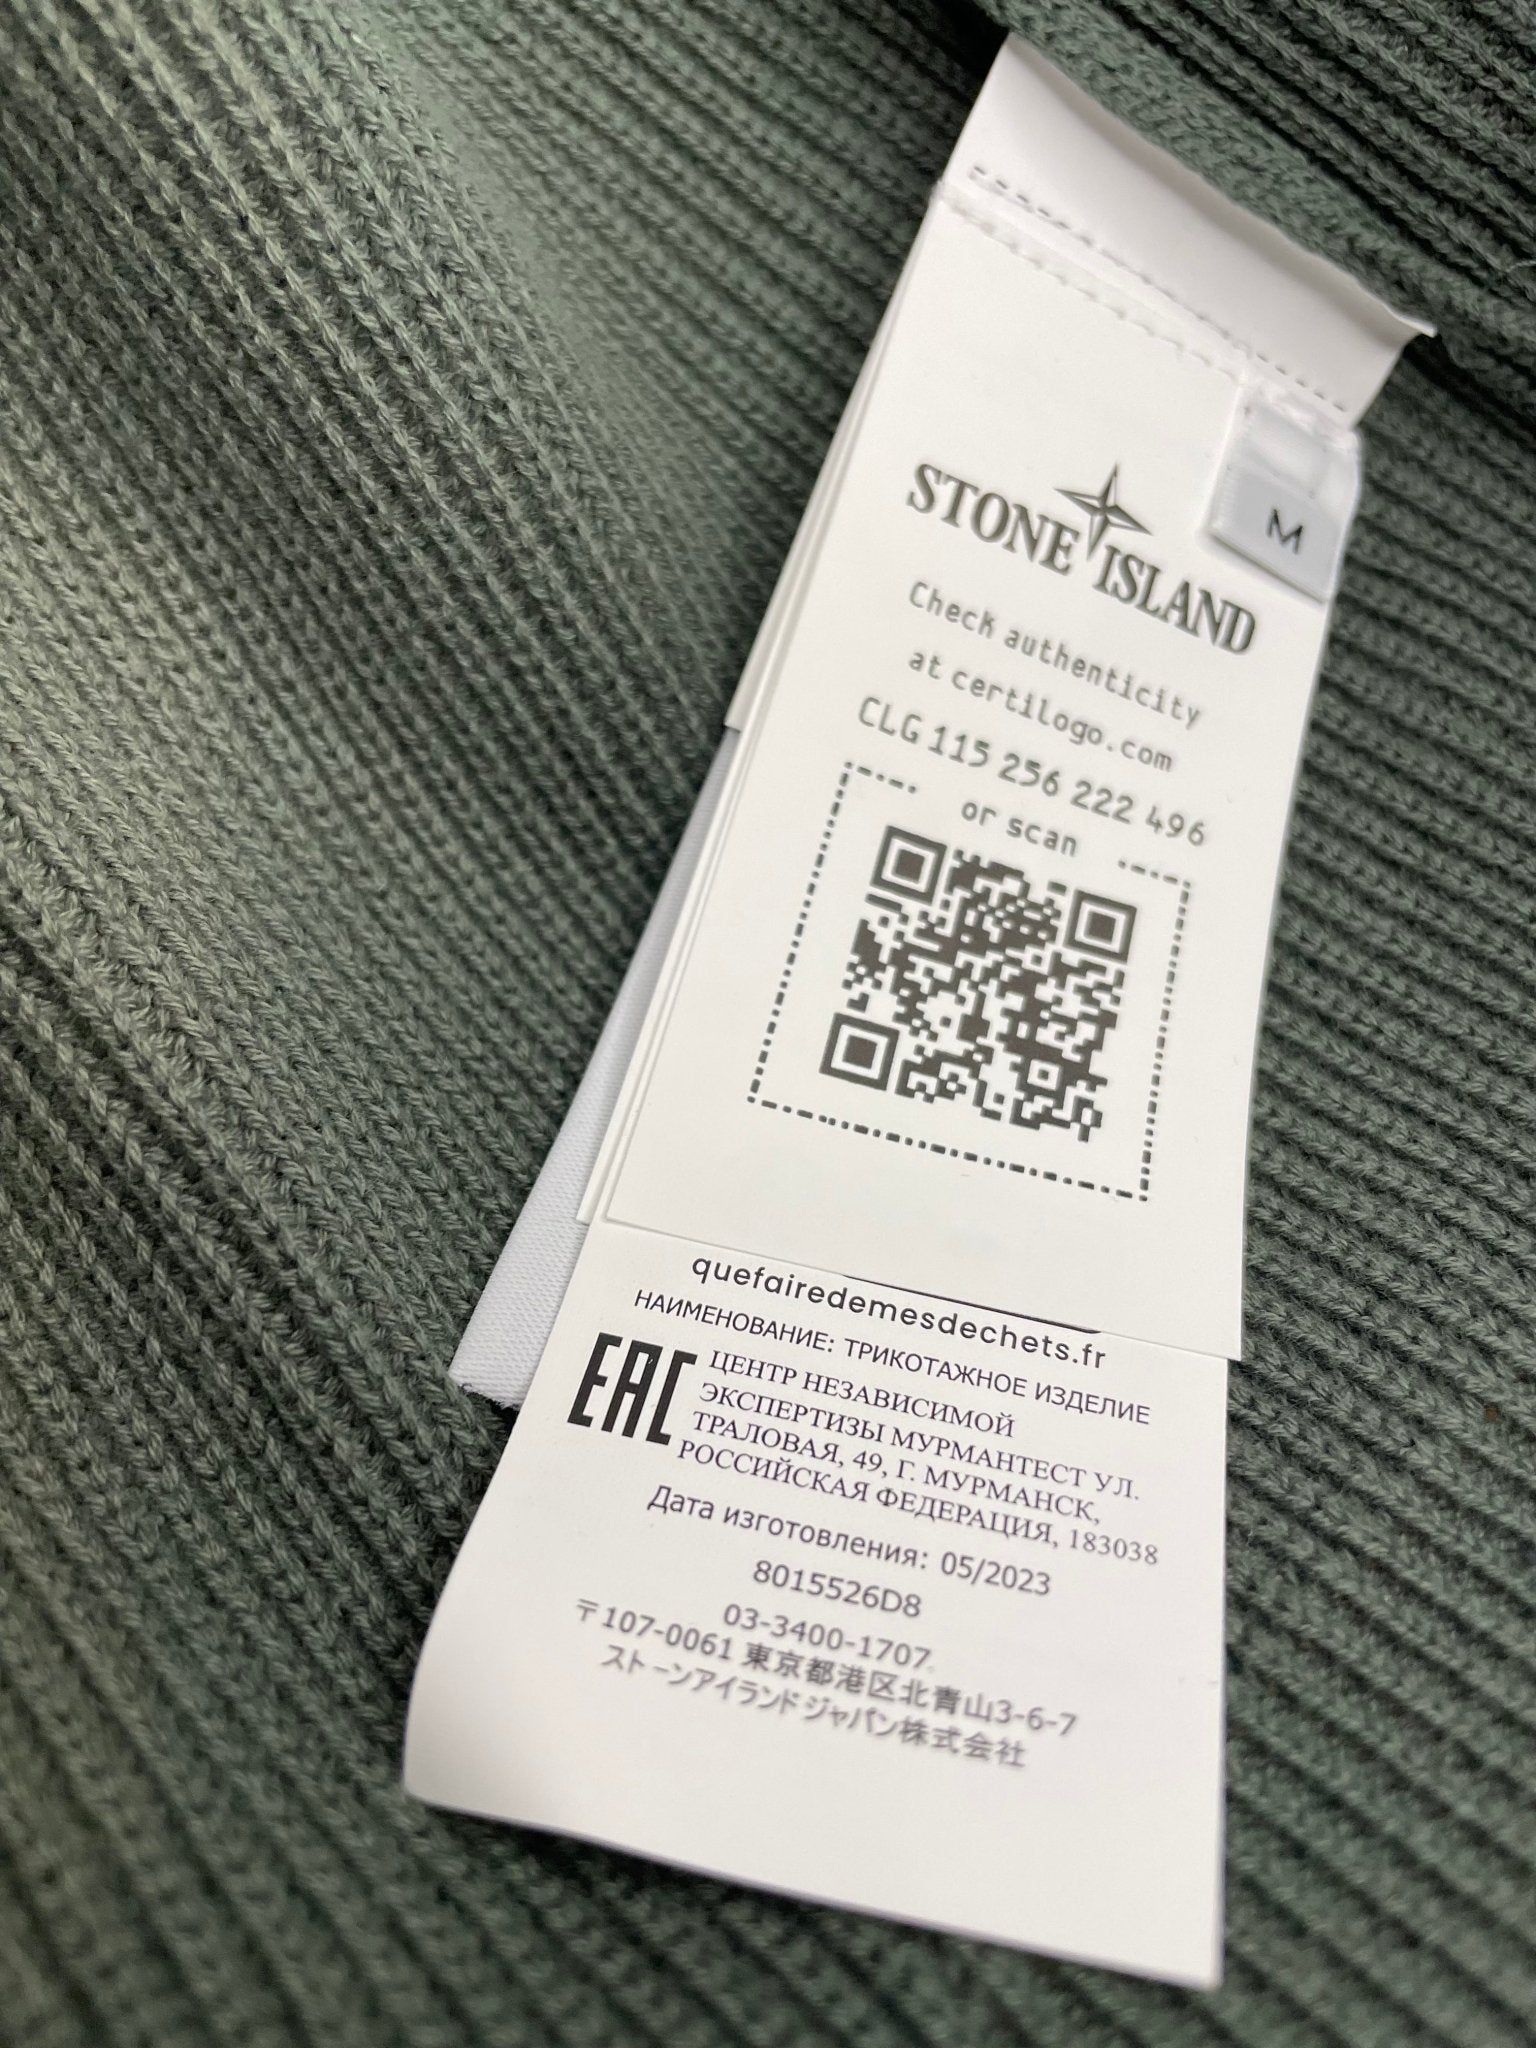 STONE ISLAND
M
Check authenticity
at certilogo.com
CLG 115 256 222 496
or scan
quefairedemesdechets.fr
НАИМЕНОВАНИЕ: ТРИКОТАЖНОЕ ИЗДЕЛИЕ
EAC
ЦЕНТР НЕЗАВИСИМОЙ
ЭКСПЕРТИЗЫ МУРМАНТЕСТ УЛ.
ТРАЛОВАЯ, 49, Г. МУРМАНСК,
РОССИЙСКАЯ ФЕДЕРАЦИЯ, 183038
Дата изготовления: 05/2023
8015526D8
03-3400-1707
〒107-0061 東京都港区北青山3-6-7
ストーンアイランドジャパン株式会社